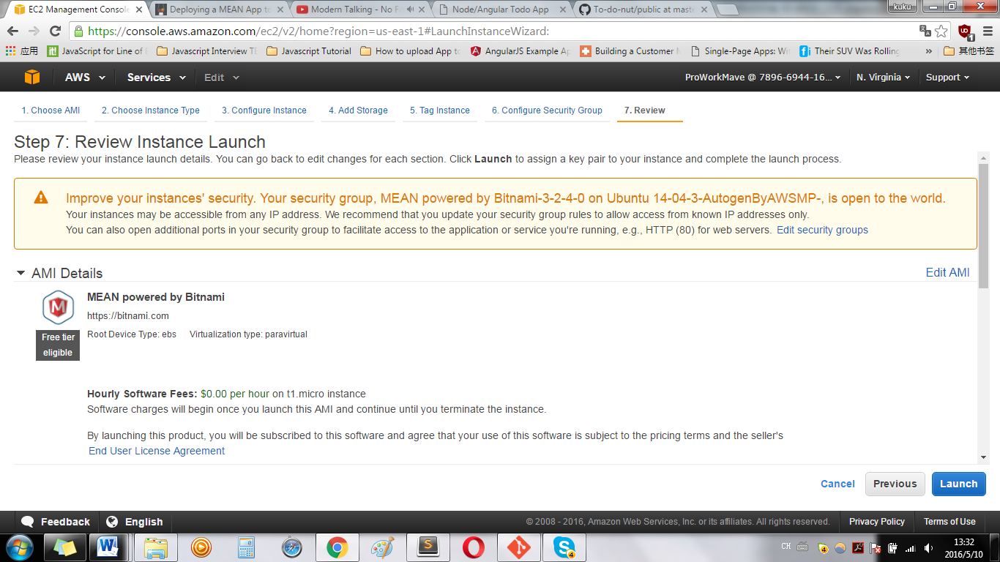 EC2 Management Console
Deploying a MEAN App to
Modern Talking - No F
Node/Angular Todo App
To-do-nut/public at mast
kuku
https://console.aws.amazon.com/ec2/v2/home?region=us-east-1#LaunchInstanceWizard:
1
应用
it!
JavaScript for Line of
Javascript Interview TE
Javascript Tutorial
How to upload App to
AngularJS Example Ap
Building a Customer
Single-Page Apps: Wi
Their SUV Was Rolling
»
其他书签
AWS
Services
Edit
ProWorkMave @ 7896-6944-16...
N. Virginia
Support
1. Choose AMI
2. Choose Instance Type
3. Configure Instance
4. Add Storage
5. Tag Instance
6. Configure Security Group
7. Review
Step 7: Review Instance Launch
Please review your instance launch details. You can go back to edit changes for each section. Click Launch to assign a key pair to your instance and complete the launch process.
Improve your instances' security. Your security group, MEAN powered by Bitnami-3-2-4-0 on Ubuntu 14-04-3-AutogenByAWSMP-, is open to the world.
Your instances may be accessible from any IP address. We recommend that you update your security group rules to allow access from known IP addresses only.
You can also open additional ports in your security group to facilitate access to the application or service you're running, e.g., HTTP (80) for web servers. Edit security groups
AMI Details
Edit AMI
M
MEAN powered by Bitnami
https://bitnami.com
Free tier
eligible
Root Device Type: ebs Virtualization type: paravirtual
Hourly Software Fees: $0.00 per hour on t1.micro instance
Software charges will begin once you launch this AMI and continue until you terminate the instance.
By launching this product, you will be subscribed to this software and agree that your use of this software is subject to the pricing terms and the seller's
End User License Agreement
Cancel
Previous
Launch
Feedback
English
© 2008 - 2016, Amazon Web Services, Inc. or its affiliates. All rights reserved.
Privacy Policy
Terms of Use
W
S
S
4
CH
4
13:32
2016/5/10